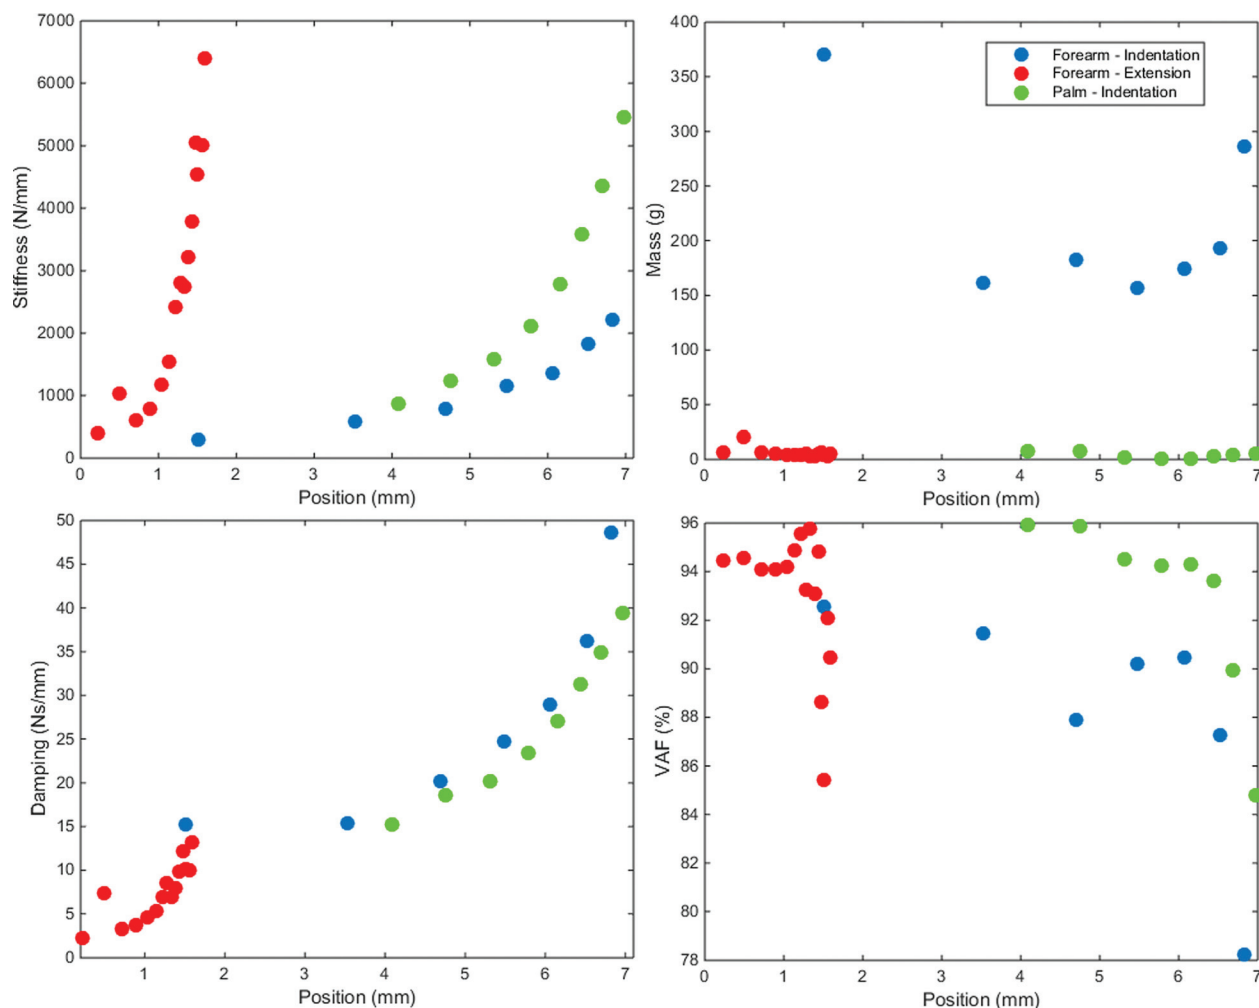 7000
6000
5000
4000
3000
2000
1000
0
Stiffness (N/mm)
0 1 2 3 4 5 6 7
Position (mm)
400
350
300
250
200
150
100
50
0
Mass (g)
Forearm - Indentation
Forearm - Extension
Palm - Indentation
0 1 2 3 4 5 6 7
Position (mm)
50
45
40
35
30
25
20
15
10
5
0
Damping (Ns/mm)
1 2 3 4 5 6 7
Position (mm)
96
94
92
90
88
86
84
82
80
78
VAF (%)
0 1 2 3 4 5 6 7
Position (mm)